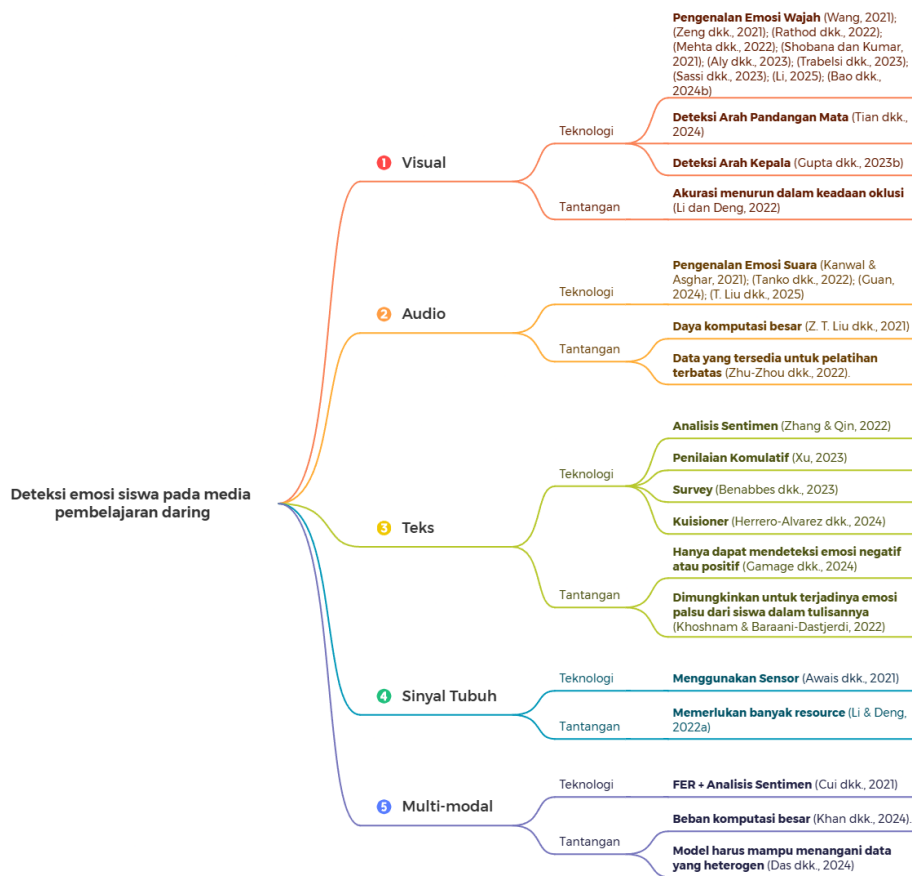 Deteksi emosi siswa pada media
pembelajaran daring
1 Visual
Teknologi
Pengenalan Emosi Wajah (Wang, 2021);
(Zeng dkk., 2021); (Rathod dkk., 2022);
(Mehta dkk., 2022); (Shobana dan Kumar,
2021); (Aly dkk., 2023); (Trabelsi dkk., 2023);
(Sassi dkk., 2023); (Li, 2025); (Bao dkk.,
2024b)
Deteksi Arah Pandangan Mata (Tian dkk.,
2024)
Deteksi Arah Kepala (Gupta dkk., 2023b)
Tantangan
Akurasi menurun dalam keadaan oklusi
(Li dan Deng, 2022)
2 Audio
Teknologi
Pengenalan Emosi Suara (Kanwal &
Asghar, 2021); (Tanko dkk., 2022); (Guan,
2024); (T. Liu dkk., 2025)
Tantangan
Daya komputasi besar (Z. T. Liu dkk., 2021)
Data yang tersedia untuk pelatihan
terbatas (Zhu-Zhou dkk., 2022).
3 Teks
Teknologi
Analisis Sentimen (Zhang & Qin, 2022)
Penilaian Komulatif (Xu, 2023)
Survey (Benabbes dkk., 2023)
Kuisioner (Herrero-Alvarez dkk., 2024)
Tantangan
Hanya dapat mendeteksi emosi negatif
atau positif (Gamage dkk., 2024)
Dimungkinkan untuk terjadinya emosi
palsu dari siswa dalam tulisannya
(Khoshnam & Baraani-Dastjerdi, 2022)
4 Sinyal Tubuh
Teknologi
Menggunakan Sensor (Awais dkk., 2021)
Tantangan
Memerlukan banyak resource (Li & Deng,
2022a)
5 Multi-modal
Teknologi
FER + Analisis Sentimen (Cui dkk., 2021)
Tantangan
Beban komputasi besar (Khan dkk., 2024).
Model harus mampu menangani data
yang heterogen (Das dkk., 2024)